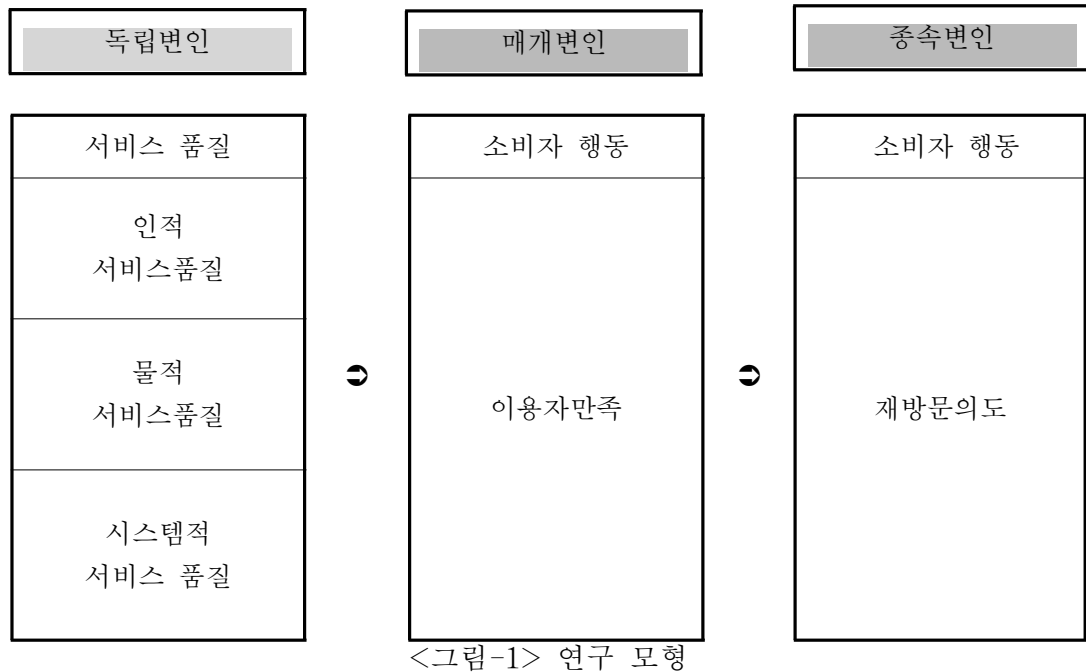 독립변인
매개변인
종속변인
서비스 품질
인적
서비스품질
물적
서비스품질
시스템적
서비스 품질
소비자 행동
이용자만족
소비자 행동
재방문의도
<그림-1> 연구 모형